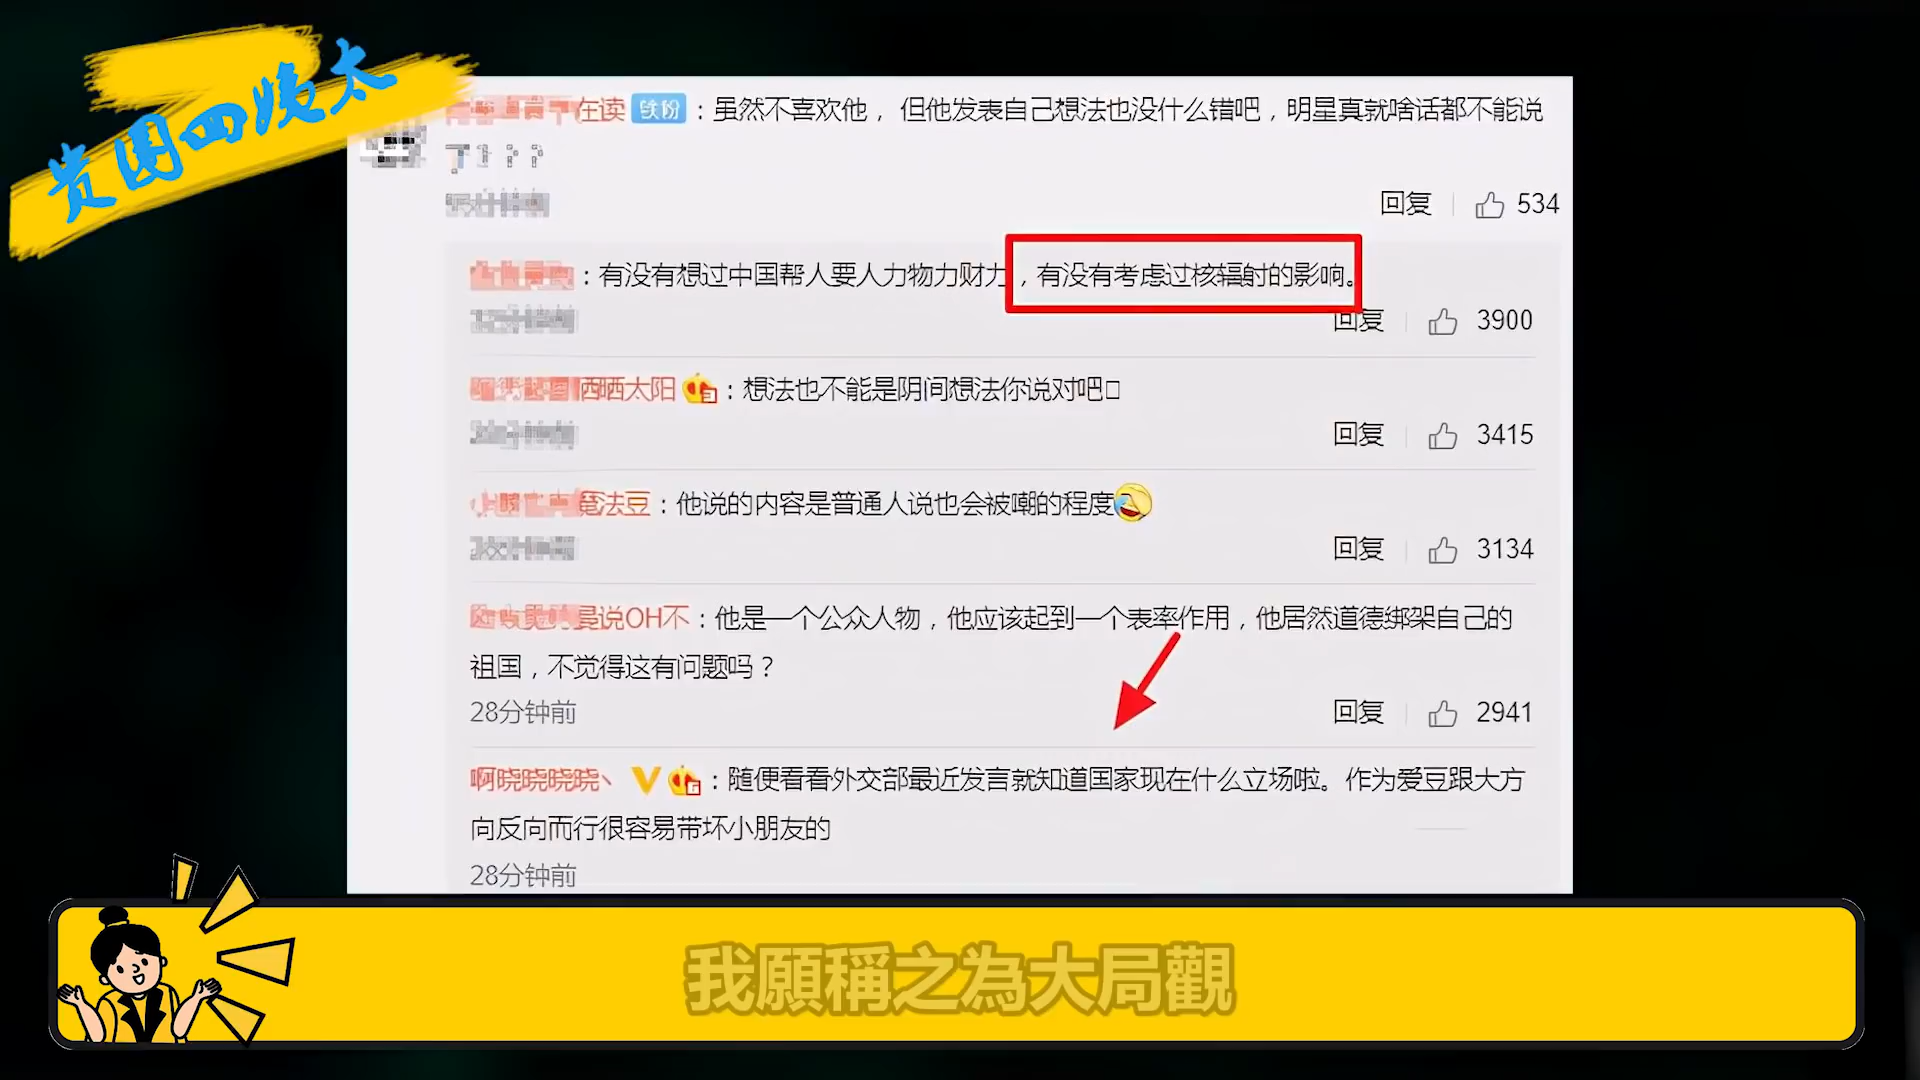 贵圈四姨太
在读 铁粉：虽然不喜欢他，但他发表自己想法也没什么错吧，明星真就啥话都不能说
了！？？
回复 534
：有没有想过中国帮人要人力物力财力，有没有考虑过核辐射的影响。
回复 3900
晒太阳：想法也不能是阴间想法你说对吧
回复 3415
魔法豆：他说的内容是普通人说也会被嘲的程度
回复 3134
说OH不：他是一个公众人物，他应该起到一个表率作用，他居然道德绑架自己的
祖国，不觉得这有问题吗？
28分钟前 回复 2941
啊晓晓晓晓丶：随便看看外交部最近发言就知道国家现在什么立场啦。作为爱豆跟大方
向反向而行很容易带坏小朋友的
28分钟前
我願稱之為大局觀